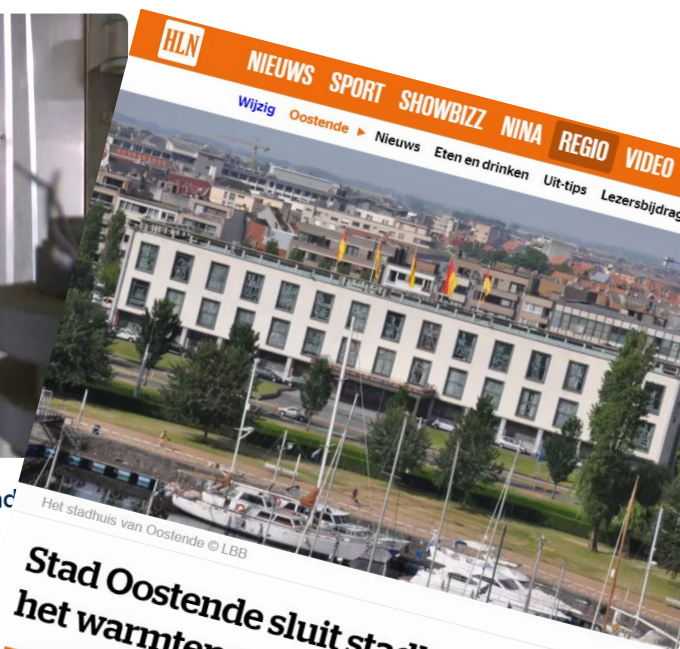 HLN
NIEUWS SPORT SHOWBIZZ NINA REGIO VIDEO
Wijzig Oostende Nieuws Eten en drinken Uit-tips
Het stadhuis van Oostende © LBB
Stad Oostende sluit
het